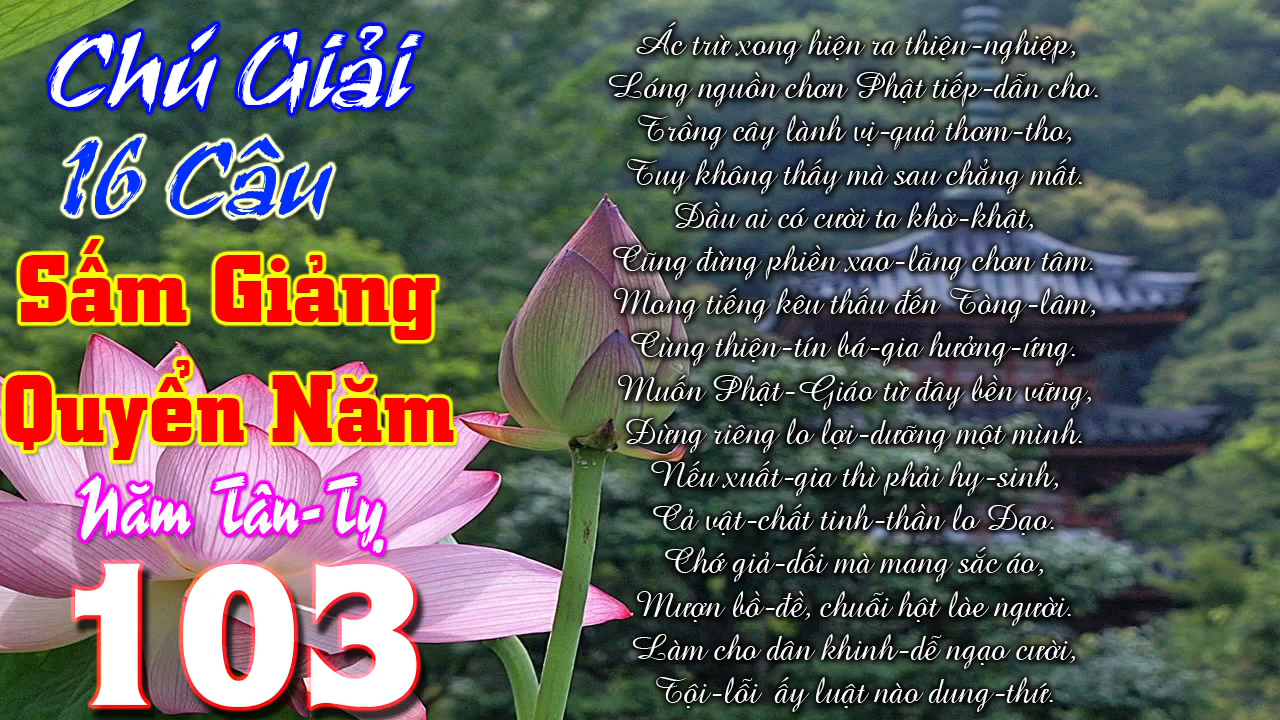 Chú Giải
16 Câu
Sấm Giảng
Quyển Năm
Năm Tân-Tỵ
103
Ác trừ xong hiện ra thiện-nghiệp,
Lóng nguồn chơn Phật tiếp-dẫn cho.
Trồng cây lành vị-quả thơm-tho,
Tuy không thấy mà sau chẳng mất.
Dầu ai có cười ta khờ-khật,
Cũng đừng phiền xao-lãng chơn tâm.
Mong tiếng kêu thấu đến Tòng-lâm,
Cùng thiện-tín bá-gia hưởng-ứng.
Muốn Phật-Giáo từ đây bền vững,
Đừng riêng lo lợi-dưỡng một mình.
Nếu xuất-gia thì phải hy-sinh,
Cả vật-chất tinh-thần lo Đạo.
Chớ giả-dối mà mang sắc áo,
Mượn bồ-đề, chuỗi hột lòe người.
Làm cho dân khinh-dễ ngạo cười,
Tội-lỗi ấy luật nào dung-thứ.